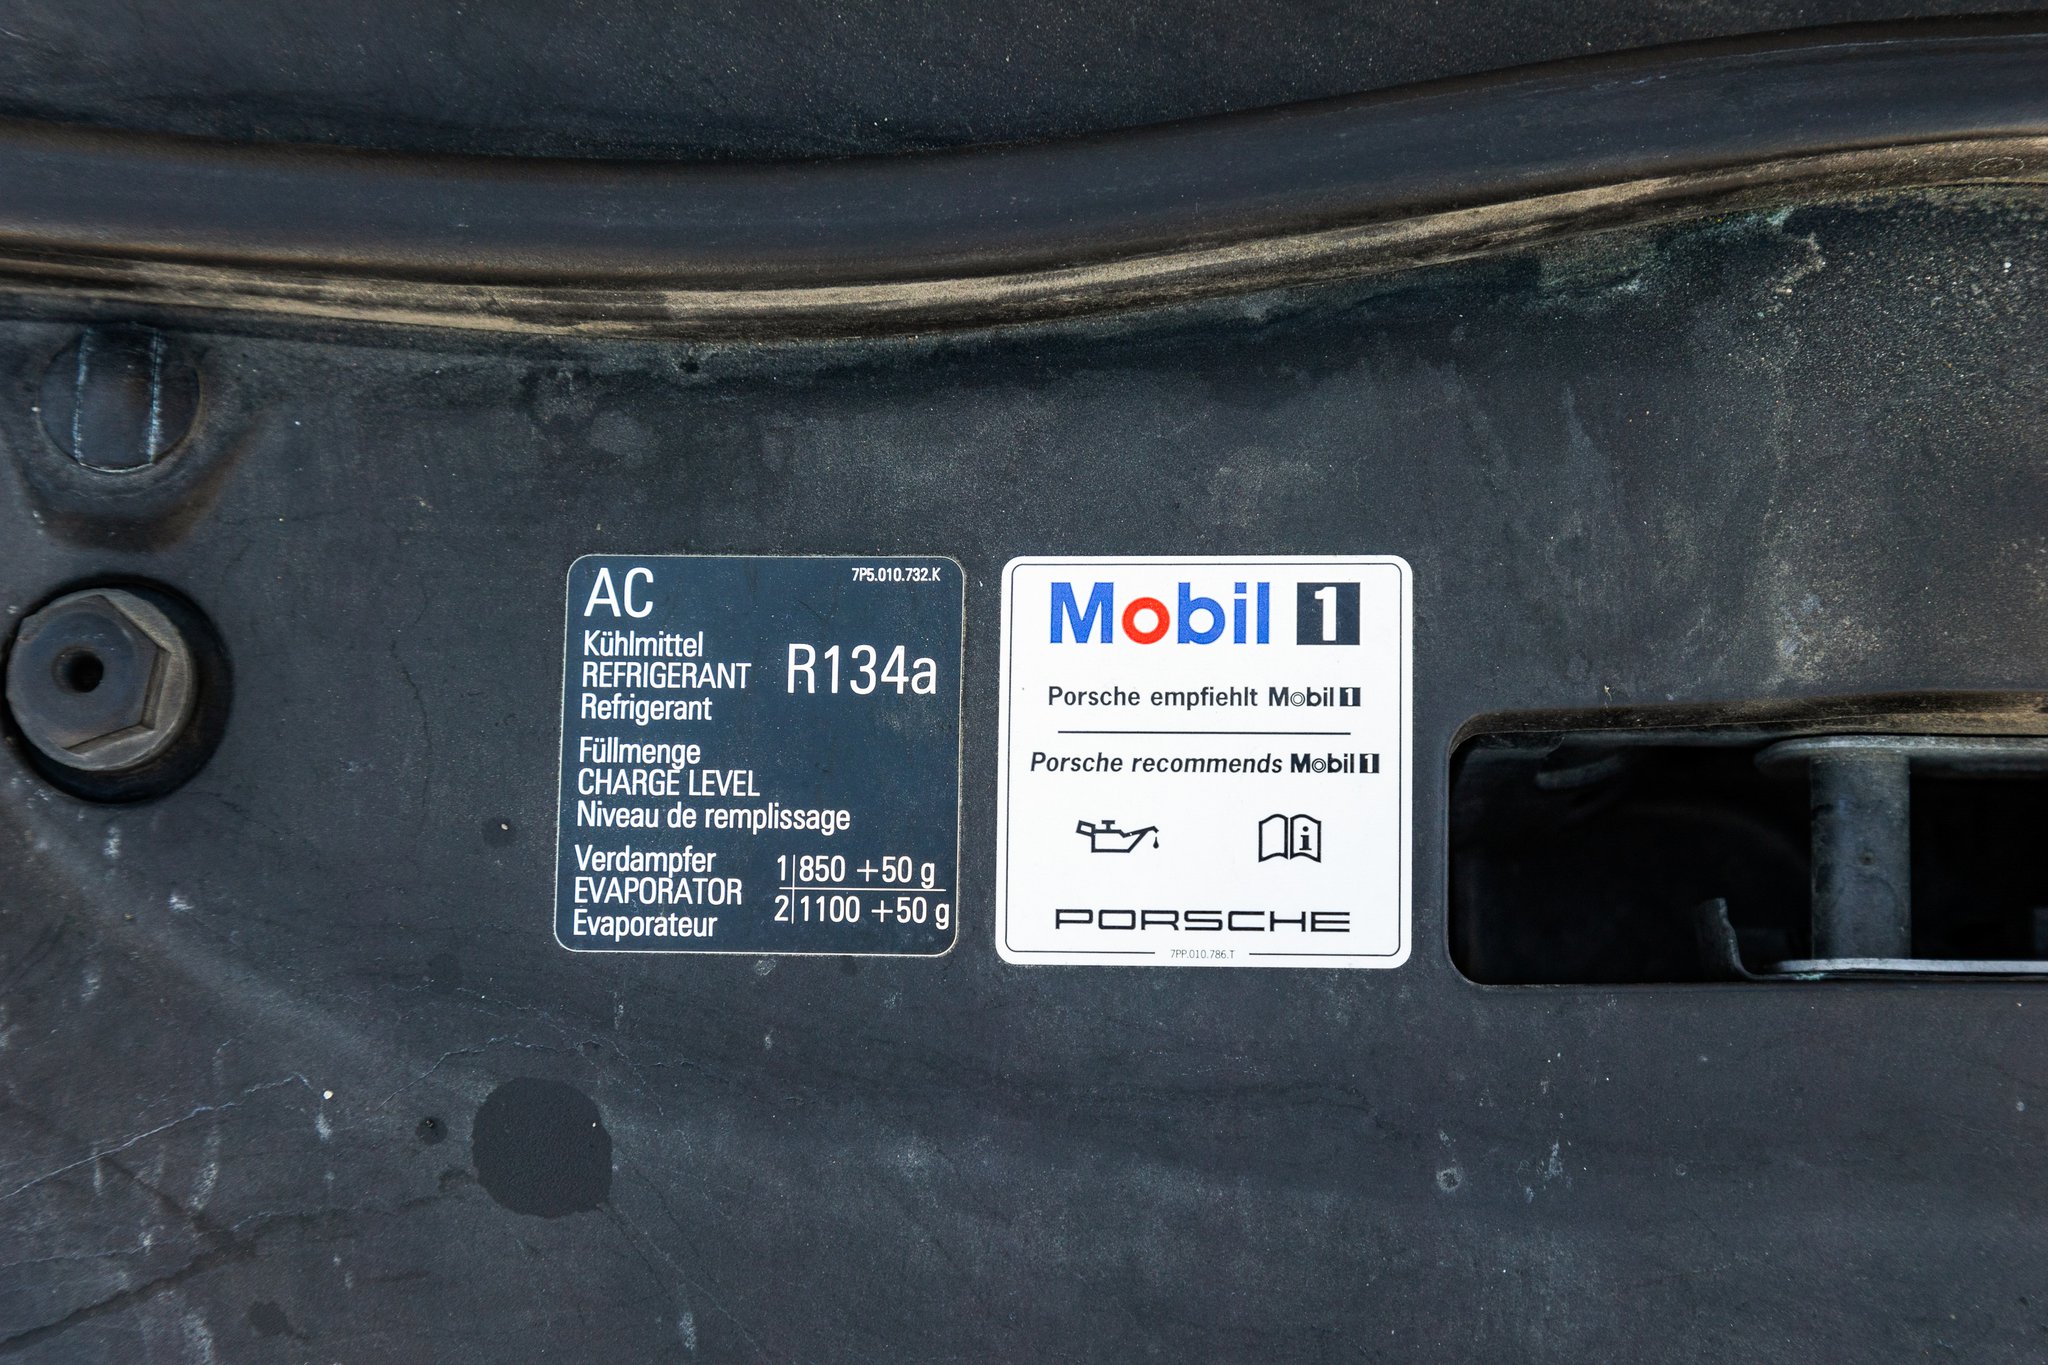 AC 7P5.010.732.K
Kühlmittel
REFRIGERANT R134a
Refrigerant
Füllmenge
CHARGE LEVEL
Niveau de remplissage
Verdampfer 1 850 +50 g
EVAPORATOR
2 1100 +50 g
Évaporateur
Mobil 1
Porsche empfiehlt Mobil 1
Porsche recommends Mobil 1
i
PORSCHE
7PP.010.786.T